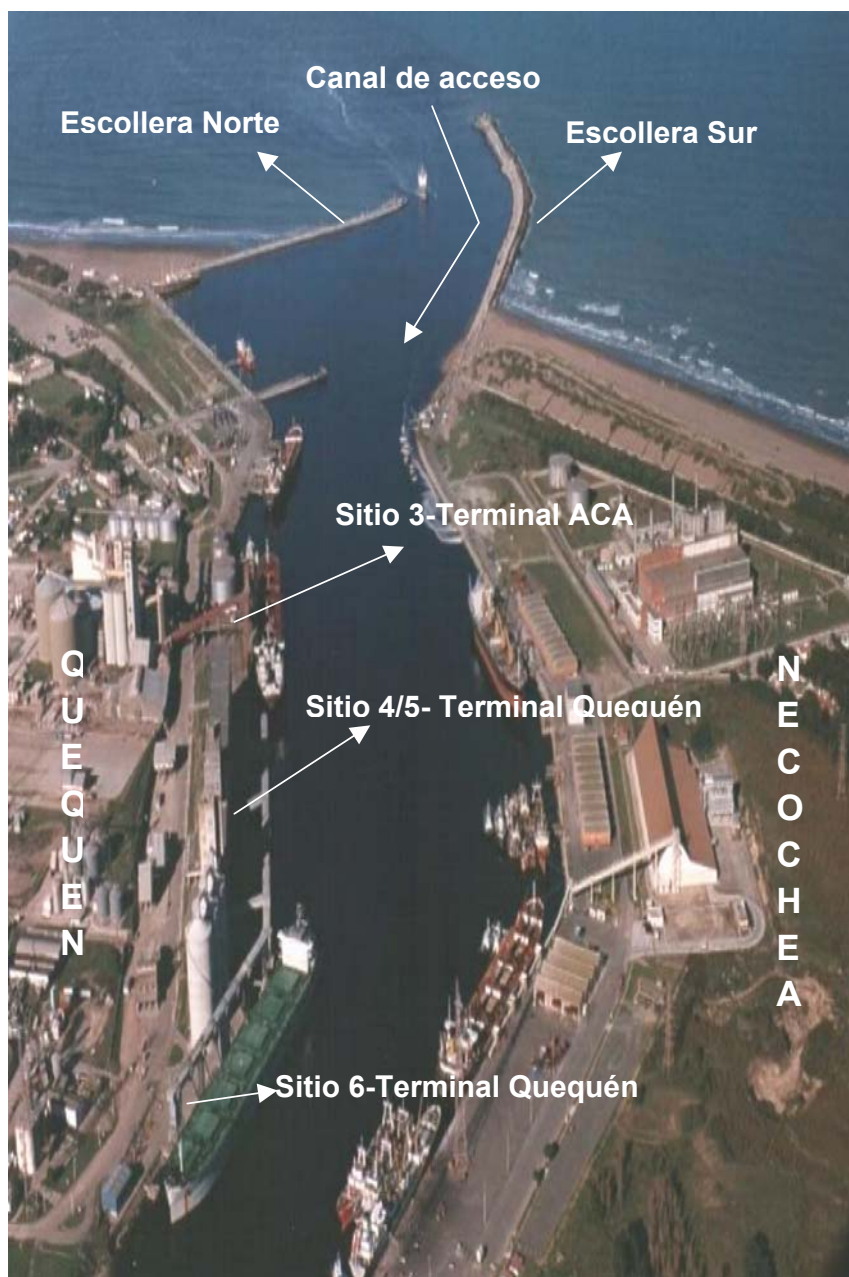 Canal de acceso
Escollera Norte
Escollera Sur
Sitio 3-Terminal ACA
Sitio 4/5- Terminal Quequén
Sitio 6-Terminal Quequén
QUEQUEN
NECOCHEA